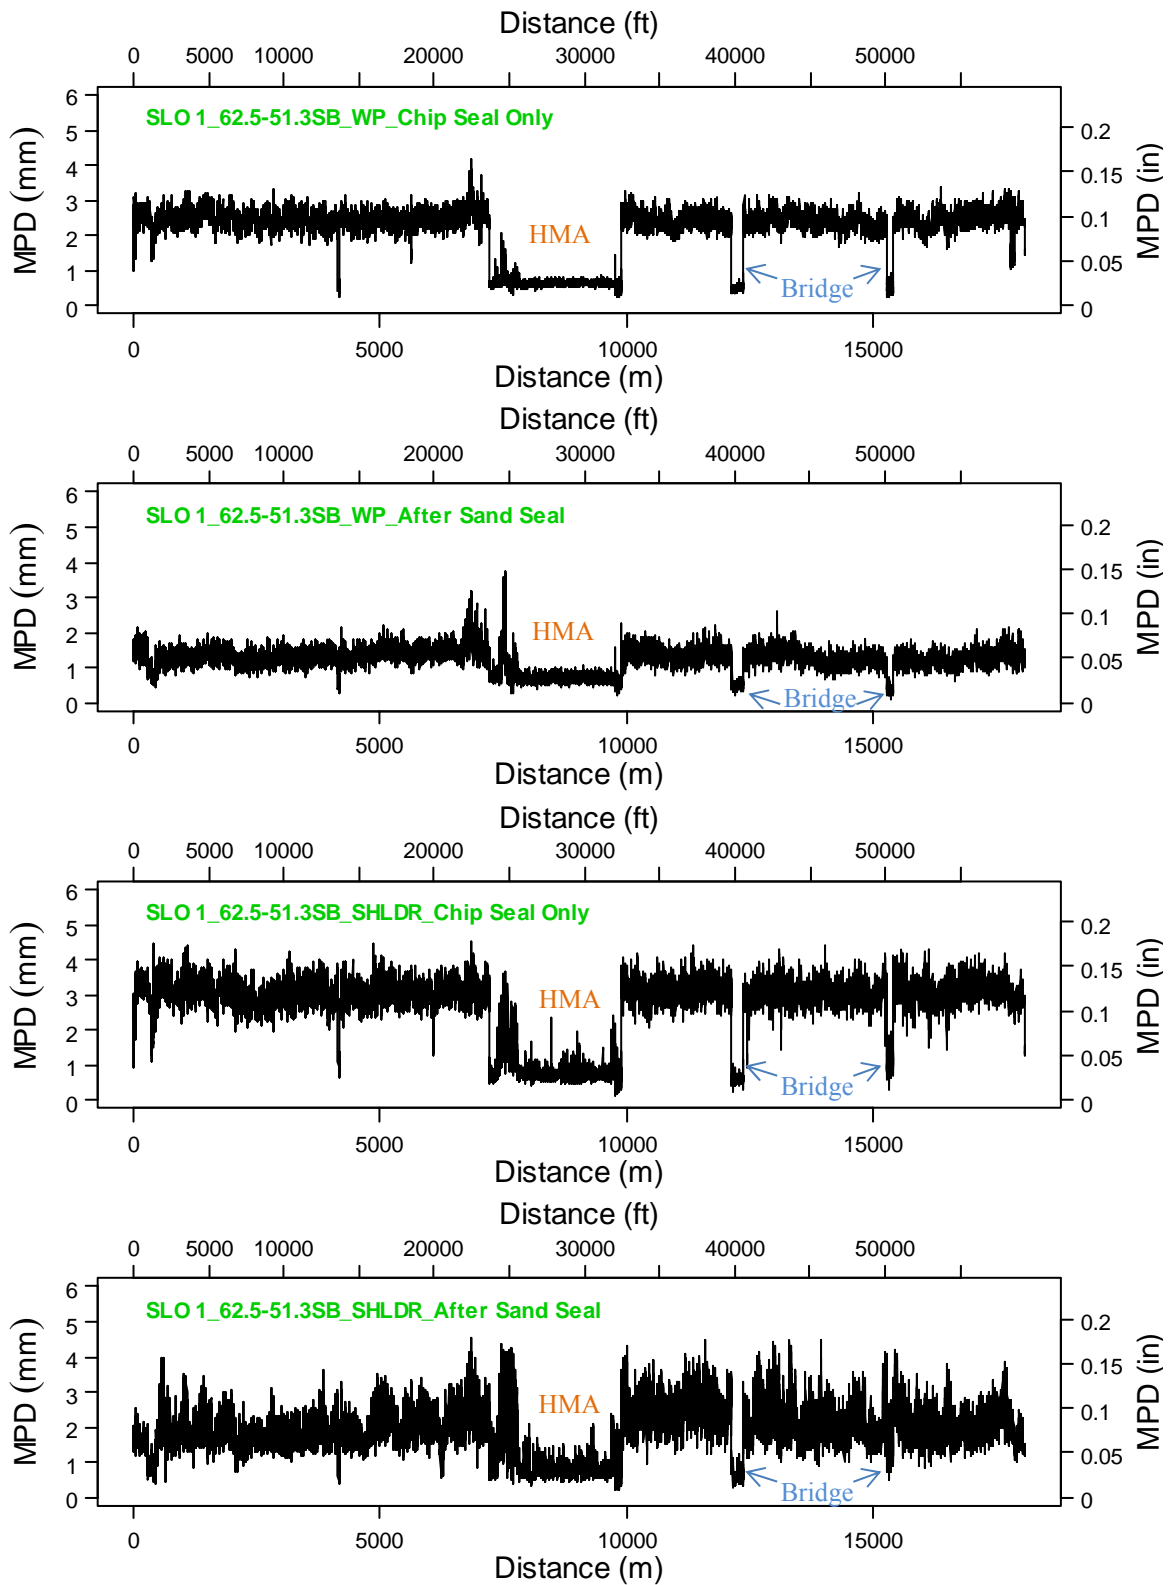 Distance (ft)
0 5000 10000 20000 30000 40000 50000
SLO 1_62.5-51.3SB_WP_Chip Seal Only
MPD (mm)
6
5
4
3
2
1
0
HMA
Bridge
0.2
0.15
0.1
0.05
0
MPD (in)
0 5000 10000 15000
Distance (m)
Distance (ft)
0 5000 10000 20000 30000 40000 50000
SLO 1_62.5-51.3SB_WP_After Sand Seal
MPD (mm)
6
5
4
3
2
1
0
HMA
Bridge
0.2
0.15
0.1
0.05
0
MPD (in)
0 5000 10000 15000
Distance (m)
Distance (ft)
0 5000 10000 20000 30000 40000 50000
SLO 1_62.5-51.3SB_SHLDR_Chip Seal Only
MPD (mm)
6
5
4
3
2
1
0
HMA
Bridge
0.2
0.15
0.1
0.05
0
MPD (in)
0 5000 10000 15000
Distance (m)
Distance (ft)
0 5000 10000 20000 30000 40000 50000
SLO 1_62.5-51.3SB_SHLDR_After Sand Seal
MPD (mm)
6
5
4
3
2
1
0
HMA
Bridge
0.2
0.15
0.1
0.05
0
MPD (in)
0 5000 10000 15000
Distance (m)